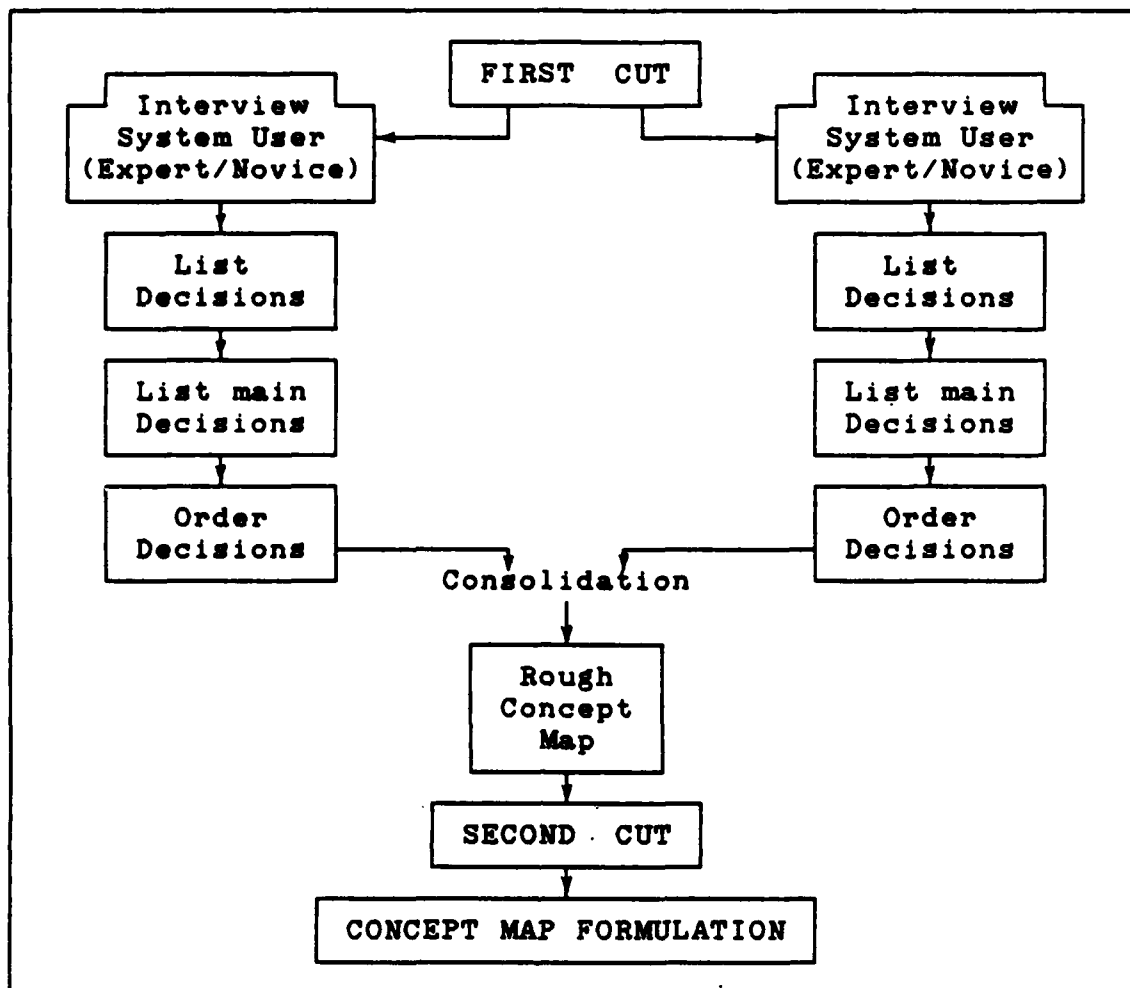 FIRST CUT
Interview
System User
(Expert/Novice)
Interview
System User
(Expert/Novice)
List
Decisions
List
Decisions
List main
Decisions
List main
Decisions
Order
Decisions
Order
Decisions
Consolidation
Rough
Concept
Map
SECOND CUT
CONCEPT MAP FORMULATION